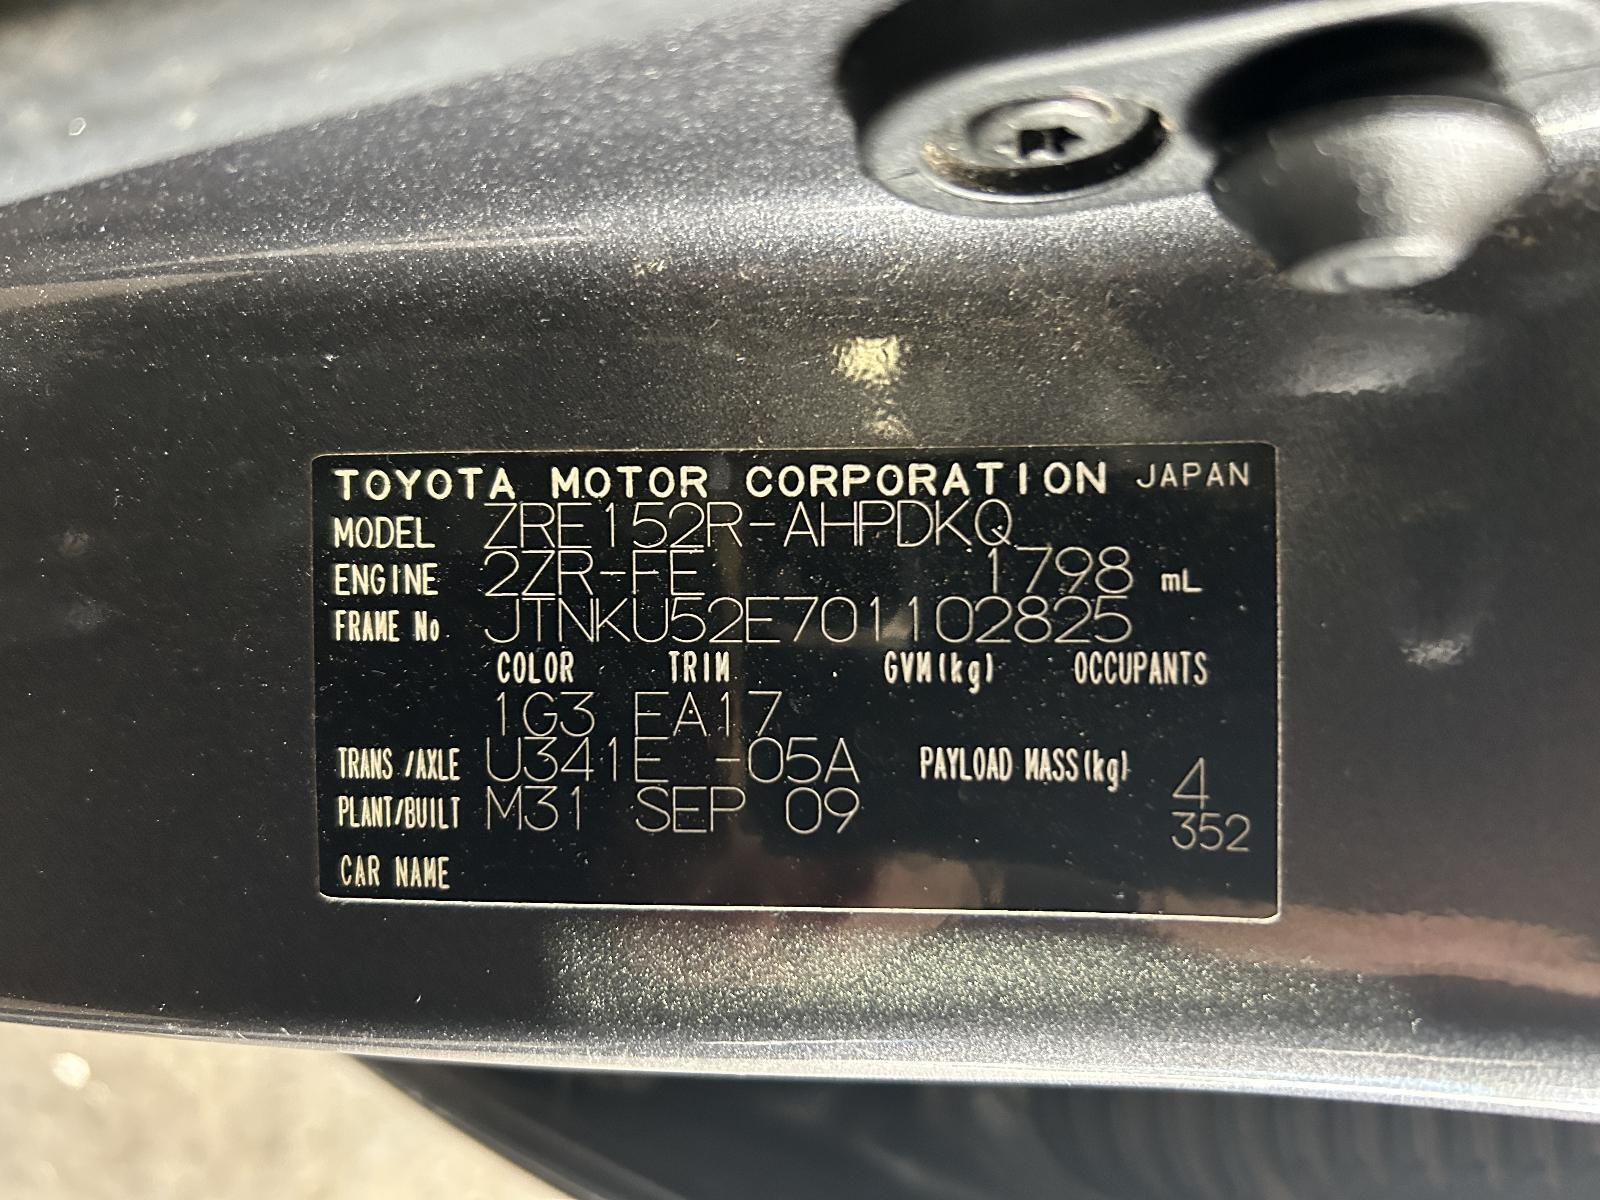 TOYOTA MOTOR CORPORATION JAPAN
MODEL ZRE152R-AHPDKQ
ENGINE 2ZR-FE 1798 mL
FRAME No. JTNKU52E701102825
COLOR TRIM GVM(kg) OCCUPANTS
1G3 EA17
TRANS/AXLE U341E -05A PAYLOAD MASS(kg) 4
PLANT/BUILT M31 SEP 09 352
CAR NAME